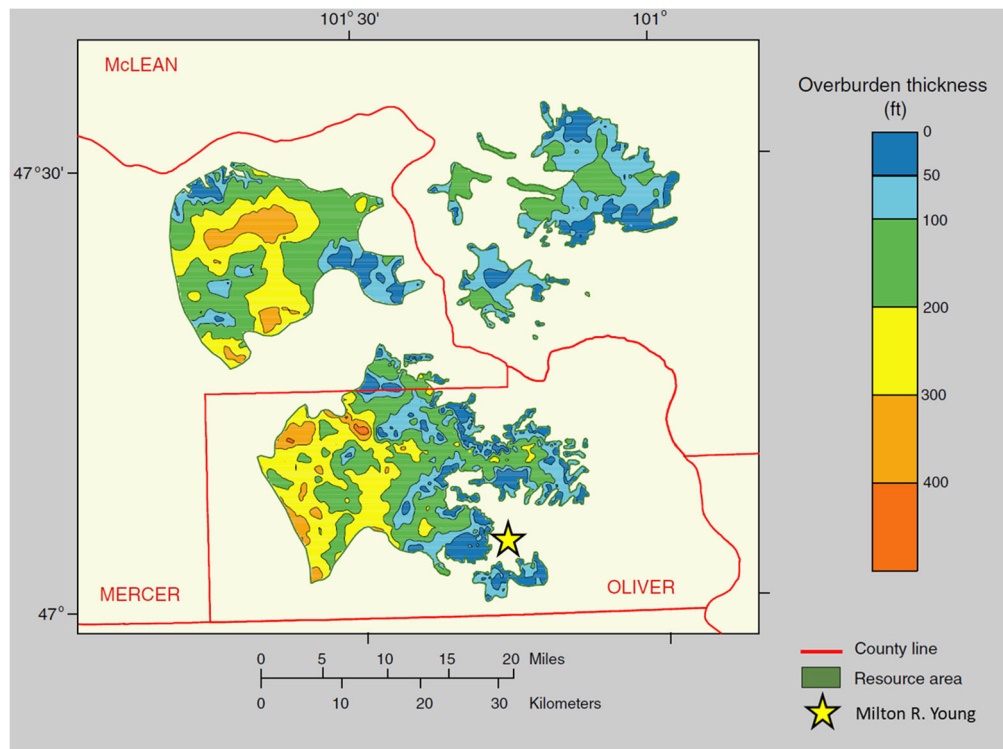 101° 30'
101°
McLEAN
47° 30'
47°
MERCER
OLIVER
Overburden thickness
(ft)
0
50
100
200
300
400
0 5 10 15 20 Miles
0 10 20 30 Kilometers
County line
Resource area
Milton R. Young